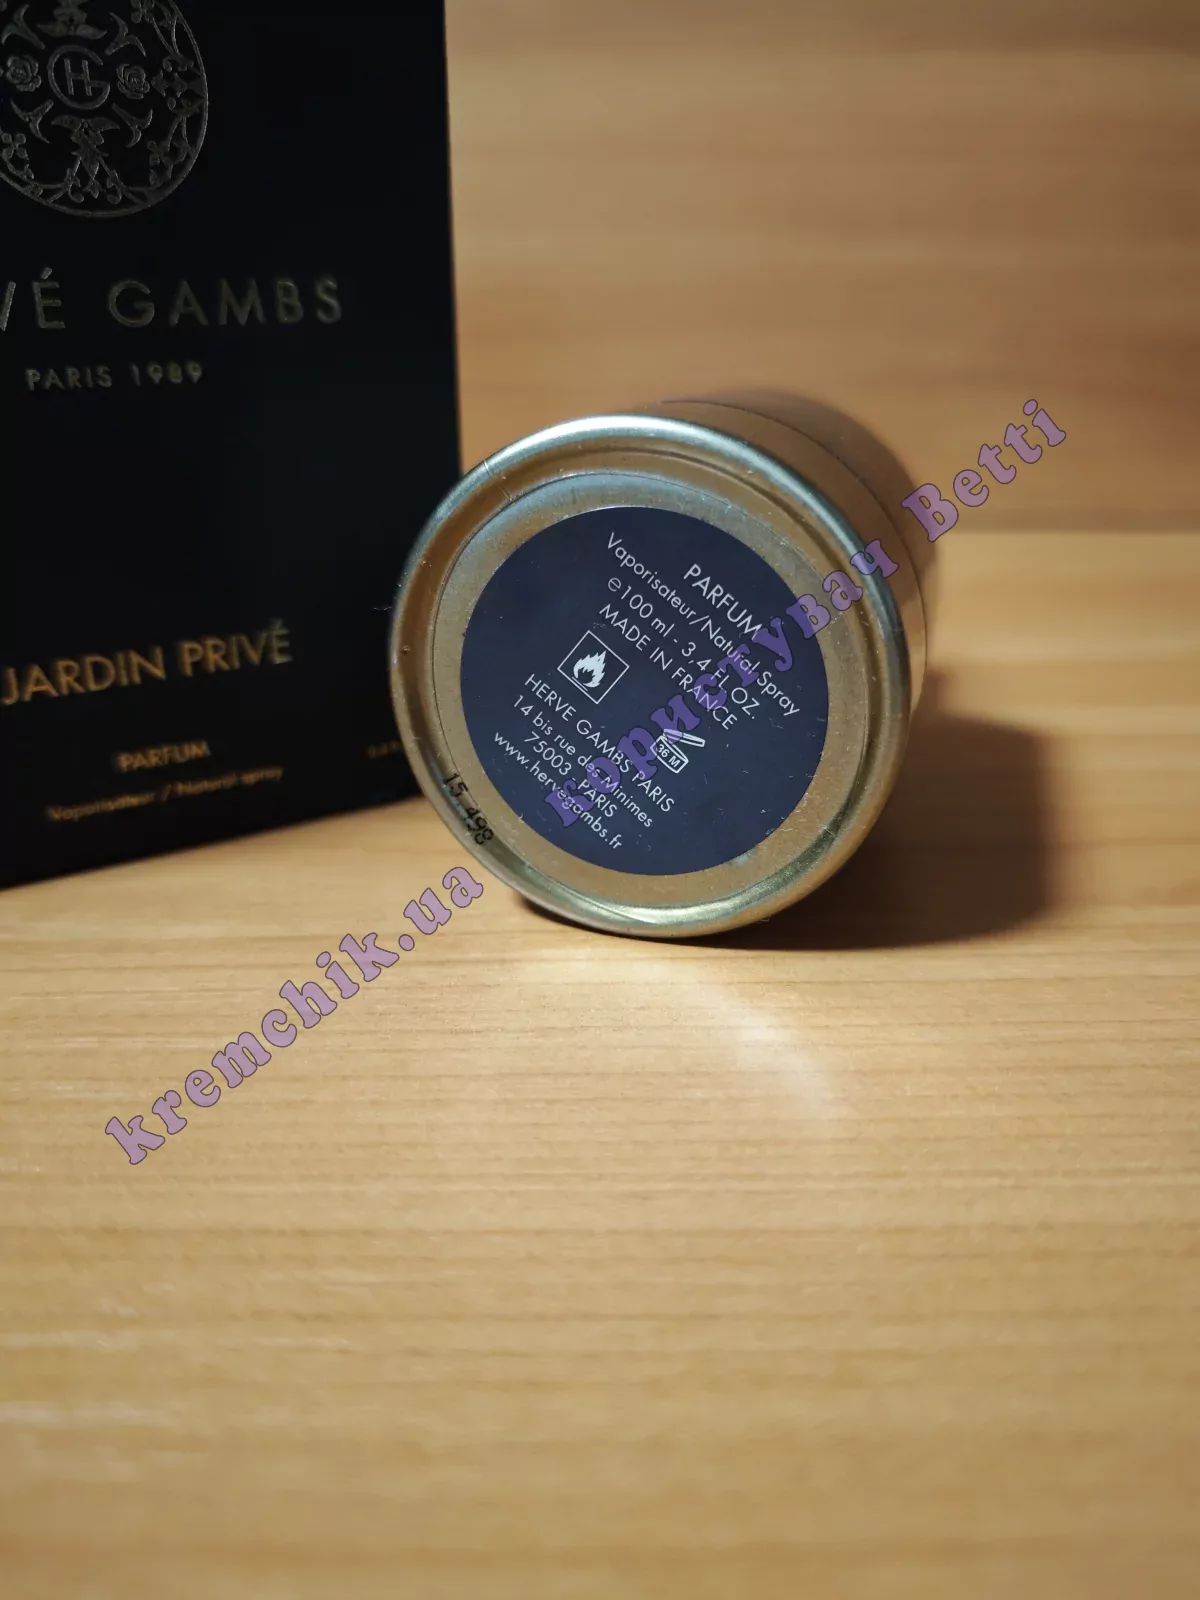 VÉ GAMBS
PARIS 1989
JARDIN PRIVÉ
PARFUM
Vaporisateur / Natural spray
PARFUM
Vaporisateur/Natural Spray
℮100 ml - 3,4 FL OZ.
MADE IN FRANCE
36 M
HERVE GAMBS PARIS
14 bis rue des Minimes
75003 PARIS
www.hervegambs.fr
15 498
kremchik.ua
користувач Betti